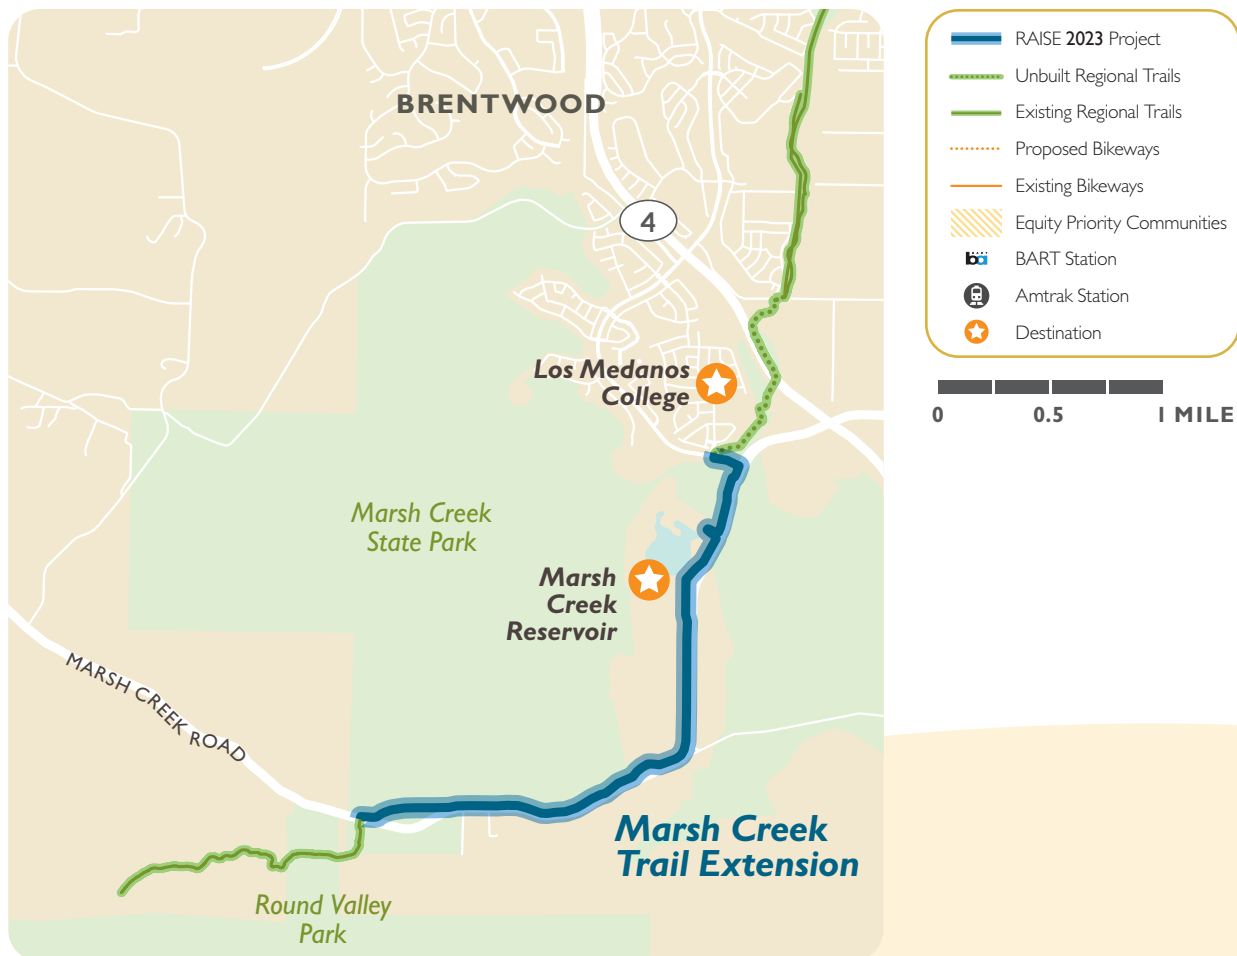 BRENTWOOD
4
Los Medanos
College
Marsh Creek
State Park
Marsh
Creek
Reservoir
MARSH CREEK ROAD
Marsh Creek
Trail Extension
Round Valley
Park
RAISE 2023 Project
Unbuilt Regional Trails
Existing Regional Trails
Proposed Bikeways
Existing Bikeways
Equity Priority Communities
ba
BART Station
Amtrak Station
Destination
0 0.5 1 MILE